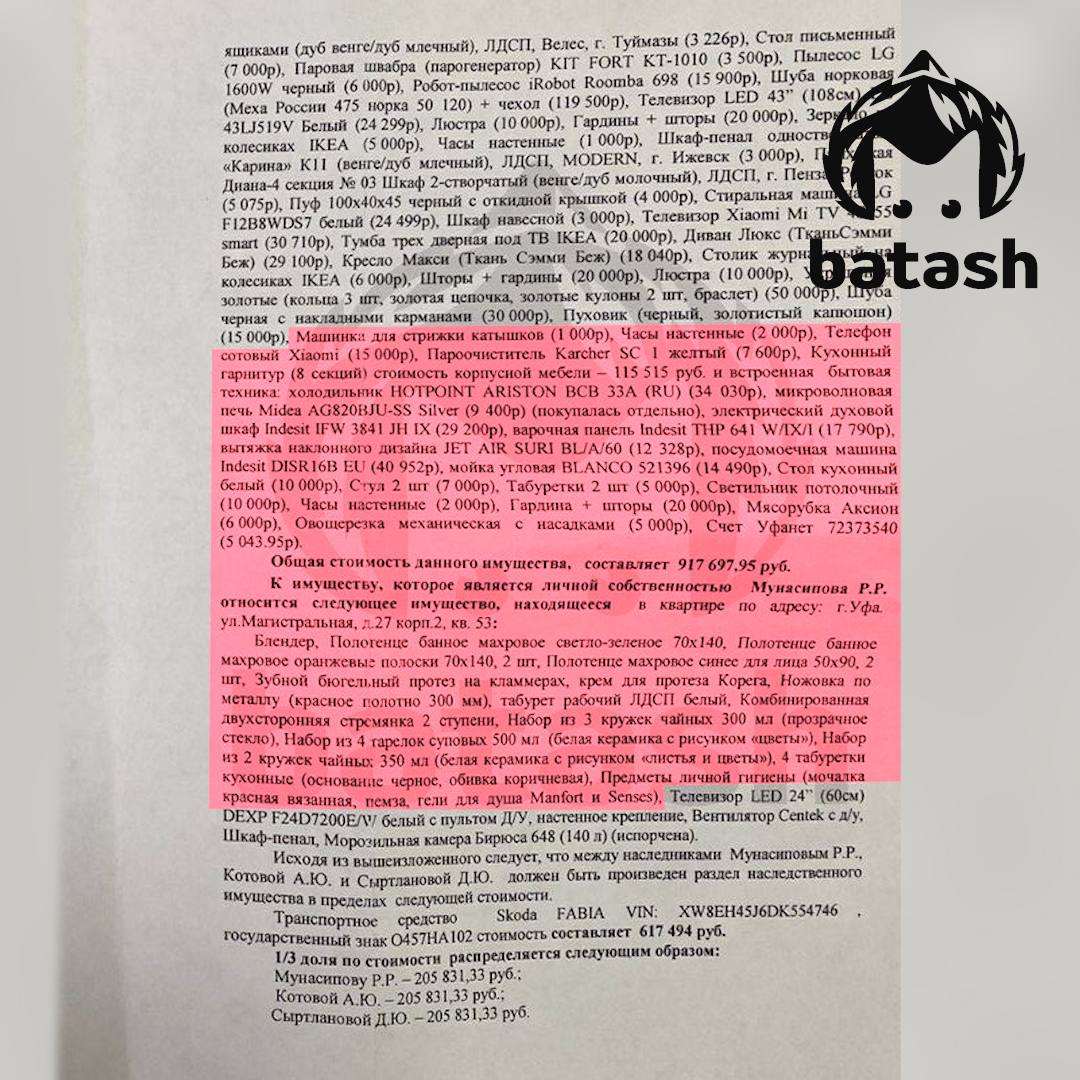 ящиками (дуб венге/дуб млечный), ЛДСП, Велес, г. Туймазы (3 226р), Стол письменный
(7 000р), Паровая швабра (парогенератор) KIT FORT KT-1010 (3 500р), Пылесос LG
1600W черный (6 000р), Робот-пылесос iRobot Roomba 698 (15 900р), Шуба норковая
(Меха России 475 норка 50 120) + чехол (119 500р), Телевизор LED 43” (108см)
43LJ519V Белый (24 299р), Люстра (10 000р), Гардины + шторы (20 000р),
колесиках IKEA (5 000р), Часы настенные (1 000р), Шкаф-пенал
«Карина» К11 (венге/дуб млечный), ЛДСП, MODERN, г. Ижевск (3 000р),
Диана-4 секция № 03 Шкаф 2-створчатый (венге/дуб молочный), ЛДСП, г. Пенза,
(5 075р), Пуф 100х40х45 черный с откидной крышкой (4 000р), Стиральная LG
F12B8WDS7 белый (24 499р), Шкаф навесной (3 000р), Телевизор Xiaomi Mi TV 55
smart (30 710р), Тумба трех дверная под ТВ IKEA (20 000р), Диван Люкс (ТканьСэмми
Беж) (29 100р), Кресло Макси (Ткань Сэмми Беж) (18 040р), Столик на
колесиках IKEA (6 000р), Шторы + гардины (20 000р), Люстра (10 000р),
золотые (кольца 3 шт, золотая цепочка, золотые кулоны 2 шт, браслет) (50 000р), Шуба
черная с накладными карманами (30 000р), Пуховик (черный, золотистый капюшон)
(15 000р), Машинка для стрижки катышков (1 000р), Часы настенные (2 000р), Телефон
сотовый Xiaomi (15 000р), Пароочиститель Karcher SC 1 желтый (7 600р), Кухонный
гарнитур (8 секций) стоимость корпусной мебели – 115 515 руб. и встроенная бытовая
техника: холодильник HOTPOINT ARISTON BCB 33A (RU) (34 030р), микроволновая
печь Midea AG820BJU-SS Silver (9 400р) (покупалась отдельно), электрический духовой
шкаф Indesit IFW 3841 JH IX (29 200р), варочная панель Indesit THP 641 W/IX/I (17 790р),
вытяжка наклонного дизайна JET AIR SURI BL/A/60 (12 328р), посудомоечная машина
Indesit DISR16B EU (40 952р), мойка угловая BLANCO 521396 (14 490р), Стол кухонный
белый (10 000р), Стул 2 шт (7 000р), Табуретки 2 шт (5 000р), Светильник потолочный
(10 000р), Часы настенные (2 000р), Гардина + шторы (20 000р), Мясорубка Аксион
(6 000р), Овощерезка механическая с насадками (5 000р), Счет Уфанет 72373540
(5 043.95р).
Общая стоимость данного имущества, составляет 917 697.95 руб.
К имуществу, которое является личной собственностью Мунасипова Р.Р.
относится следующее имущество, находящееся в квартире по адресу: г.Уфа.
ул.Магистральная, д.27 корп.2, кв. 53:
Блендер, Полотенце банное махровое светло-зеленое 70х140, Полотенце банное
махровое оранжевые полоски 70х140, 2 шт, Полотенце махровое синее для лица 50х90, 2
шт, Зубной бюгельный протез на кламмерах, крем для протеза Корега, Ножовка по
металлу (красное полотно 300 мм), табурет рабочий ЛДСП белый, Комбинированная
двухсторонняя стремянка 2 ступени, Набор из 3 кружек чайных 300 мл (прозрачное
стекло), Набор из 4 тарелок суповых 500 мл (белая керамика с рисунком «цветы»), Набор
из 2 кружек чайных 350 мл (белая керамика с рисунком «листья и цветы»), 4 табуретки
кухонные (основание черное, обивка коричневая), Предметы личной гигиены (мочалка
красная вязанная, пемза, гели для душа Manfort и Senses), Телевизор LED 24” (60см)
DEXP F24D7200E/W белый с пультом Д/У, настенное крепление, Вентилятор Centek с д/у,
Шкаф-пенал, Морозильная камера Бирюса 648 (140 л) (испорчена).
Исходя из вышеизложенного следует, что между наследниками Мунасиповым Р.Р.,
Котовой А.Ю. и Сыртлановой Д.Ю. должен быть произведен раздел наследственного
имущества в пределах следующей стоимости.
Транспортное средство Skoda FABIA VIN: XW8EH45J6DK554746 ,
государственный знак О457НА102 стоимость составляет 617 494 руб.
1/3 доля по стоимости распределяется следующим образом:
Мунасипову Р.Р. – 205 831,33 руб.;
Котовой А.Ю. – 205 831,33 руб.;
Сыртлановой Д.Ю. – 205 831,33 руб.
batash